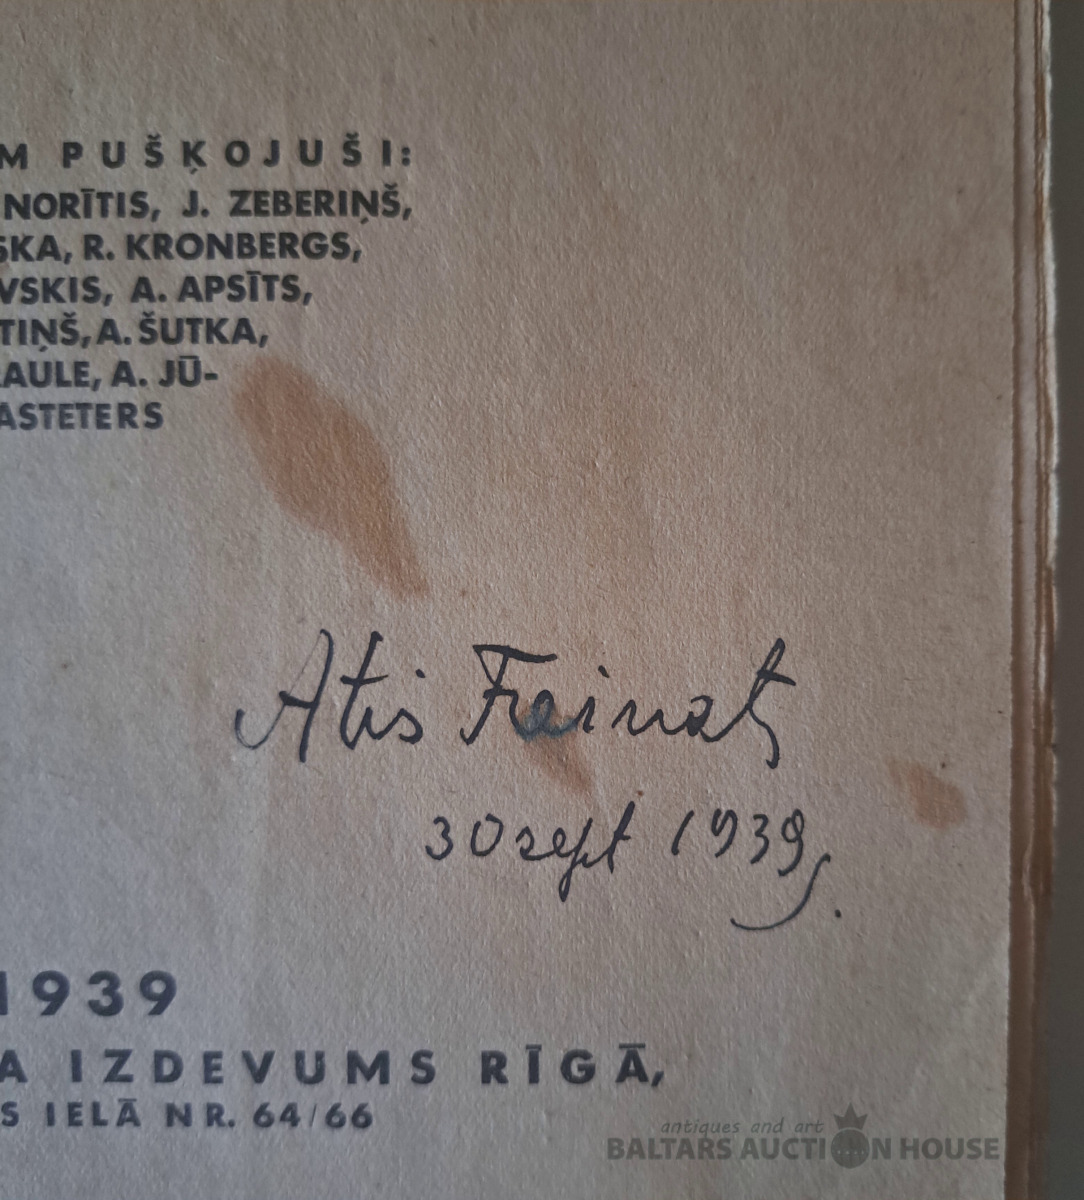 M PUŠĶOJUŠI:
NORĪTIS, J. ZEBERIŅŠ,
SKA, R. KRONBERGS,
VSKIS, A. APSĪTS,
TIŅŠ, A. ŠUTKA,
AULE, A. JŪ-
ASTETERS
Atis Freinats
30 sept 1939 j.
1939
A IZDEVUMS RĪGĀ,
S IELĀ NR. 64/66
antiques and art
BALTARS AUCTION HOUSE